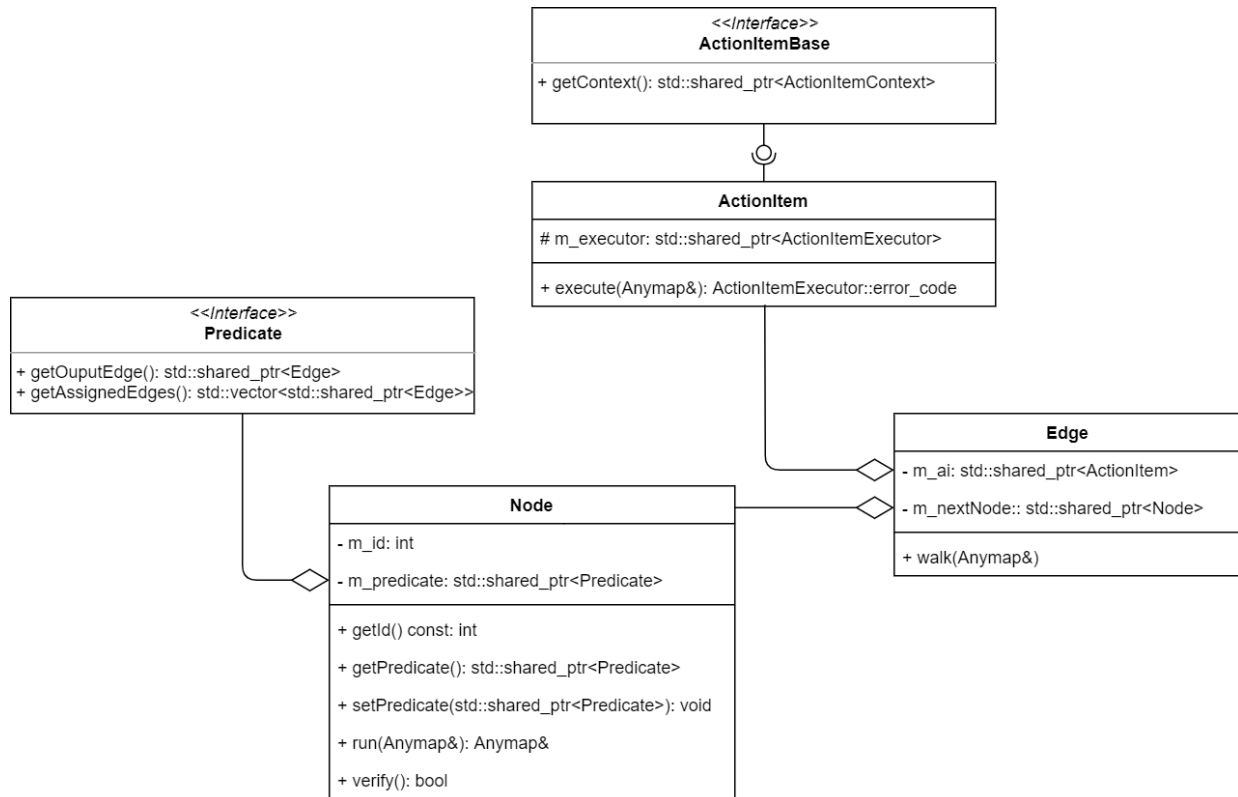 <<Interface>>
ActionItemBase
+ getContext(): std::shared_ptr<ActionItemContext>
ActionItem
# m_executor: std::shared_ptr<ActionItemExecutor>
+ execute(Anymap&): ActionItemExecutor::error_code
<<Interface>>
Predicate
+ getOuputEdge(): std::shared_ptr<Edge>
+ getAssignedEdges(): std::vector<std::shared_ptr<Edge>>
Edge
- m_ai: std::shared_ptr<ActionItem>
- m_nextNode:: std::shared_ptr<Node>
+ walk(Anymap&)
Node
- m_id: int
- m_predicate: std::shared_ptr<Predicate>
+ getId() const: int
+ getPredicate(): std::shared_ptr<Predicate>
+ setPredicate(std::shared_ptr<Predicate>): void
+ run(Anymap&): Anymap&
+ verify(): bool